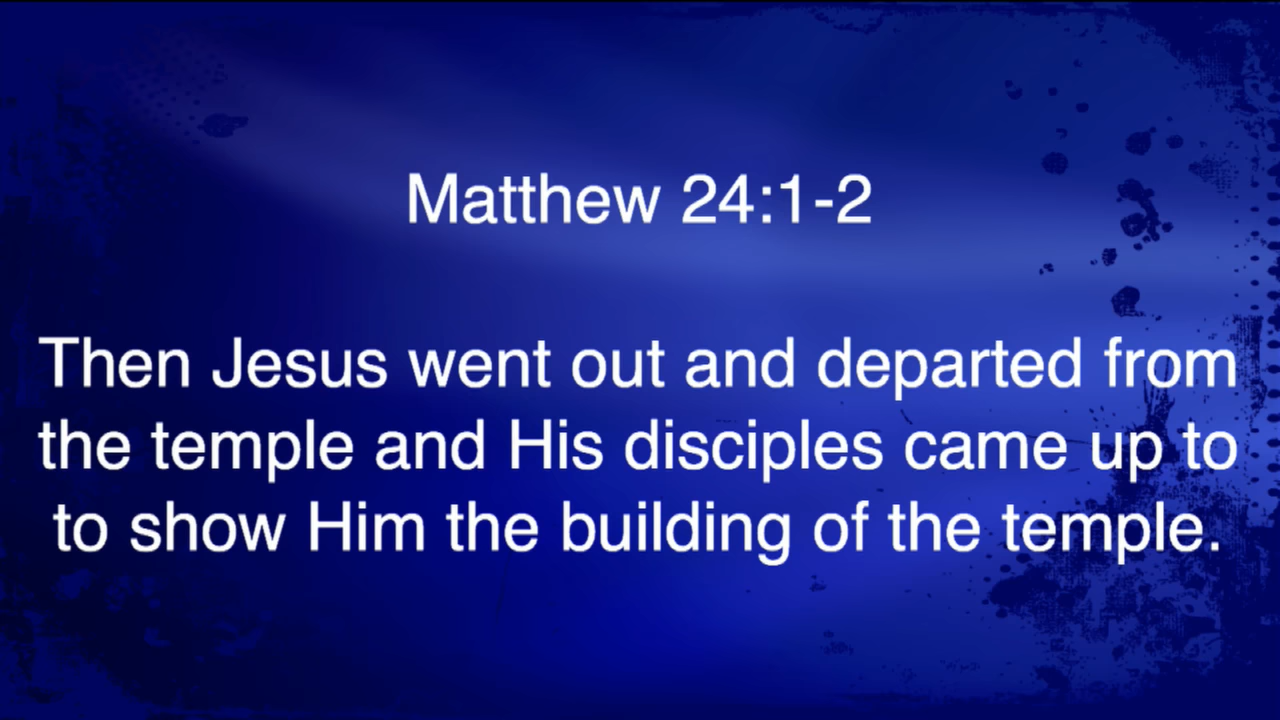 Matthew 24:1-2
Then Jesus went out and departed from
the temple and His disciples came up to
to show Him the building of the temple.